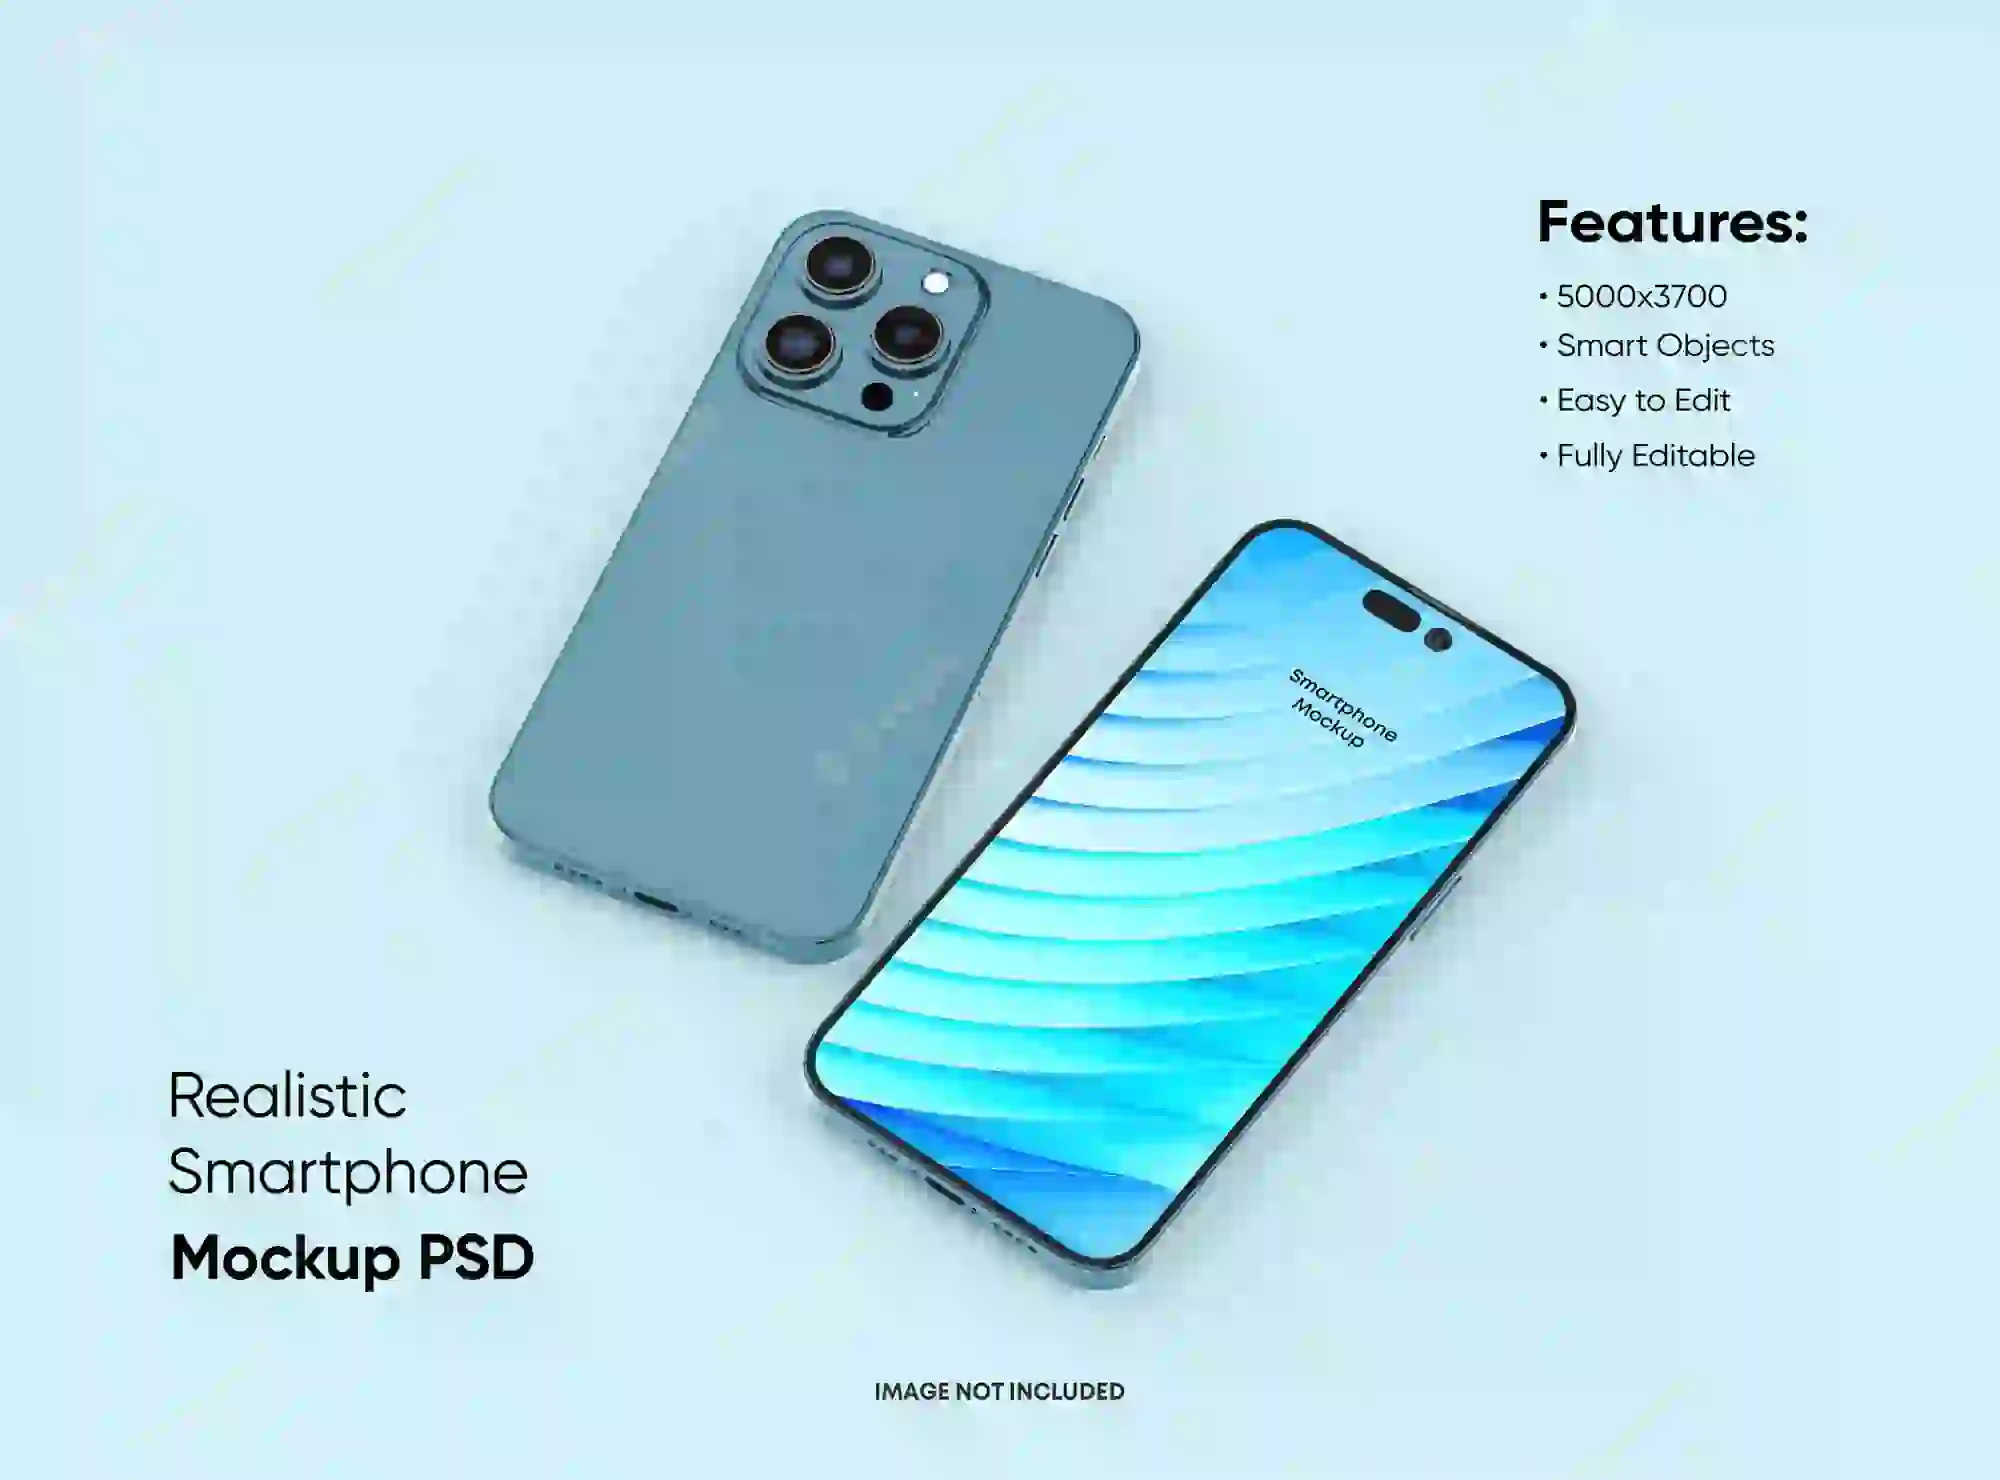 Features:
• 5000x3700
• Smart Objects
• Easy to Edit
• Fully Editable
Smartphone
Mockup
Realistic
Smartphone
Mockup PSD
IMAGE NOT INCLUDED